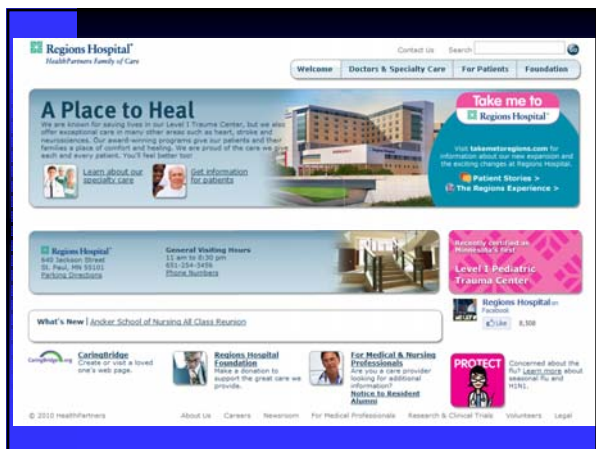 Regions Hospital
HealthPartners Family of Care
Contact Us Search
Welcome Doctors & Specialty Care For Patients Foundation
A Place to Heal
We are known for saving lives in our Level I Trauma Center, but we also
offer exceptional care in many other areas such as heart, stroke and
neurosciences. Our award-winning programs give our patients and their
families a place of comfort and healing. We are proud of the care we give
each and every patient. You'll feel better too!
Learn about our
specialty care
Get information
for patients
Take me to
Regions Hospital
Visit takemetoregions.com for
information about our new expansion and
the exciting changes at Regions Hospital.
Patient Stories >
The Regions Experience >
Regions Hospital
640 Jackson Street
St. Paul, MN 55101
Parking Directions
General Visiting Hours
11 am to 8:30 pm
651-254-3456
Phone Numbers
Recently certified as
Minnesota's first
Level I Pediatric
Trauma Center
Regions Hospital on
Facebook
Like 8,508
What's New | Ancker School of Nursing All Class Reunion
CaringBridge.org
CaringBridge
Create or visit a loved
one's web page.
Regions Hospital
Foundation
Make a donation to
support the great care we
provide.
For Medical & Nursing
Professionals
Are you a care provider
looking for additional
information?
Notice to Resident
Alumni
PROTECT
Concerned about the
flu? Learn more about
seasonal flu and
H1N1.
© 2010 HealthPartners About Us Careers Newsroom For Medical Professionals Research & Clinical Trials Volunteers Legal